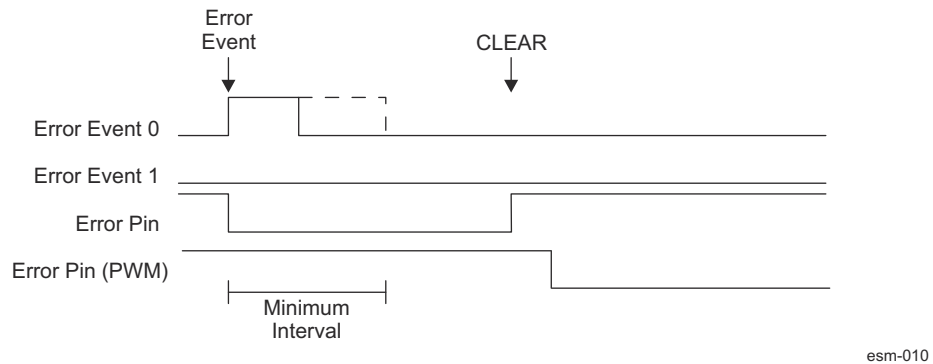 Error
Event
CLEAR
Error Event 0
Error Event 1
Error Pin
Error Pin (PWM)
Minimum
Interval
esm-010